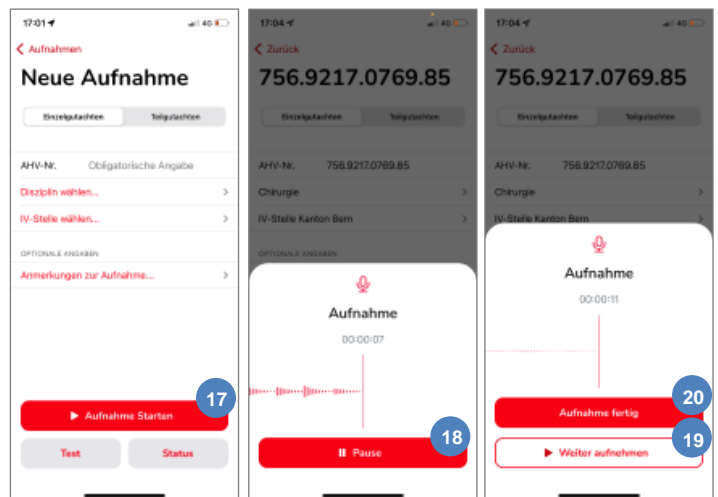 17:01
4G
Aufnahmen
Neue Aufnahme
Einzelgutachten Teilgutachten
AHV-Nr. Obligatorische Angabe
Disziplin wählen...
IV-Stelle wählen...
OPTIONALE ANGABEN
Anmerkungen zur Aufnahme...
17
Aufnahme Starten
Test Status
17:04
4G
Zurück
756.9217.0769.85
Einzelgutachten Teilgutachten
AHV-Nr. 756.9217.0769.85
Chirurgie
IV-Stelle Kanton Bern
OPTIONALE ANGABEN
Aufnahme
00:00:07
18
Pause
17:04
4G
Zurück
756.9217.0769.85
Einzelgutachten Teilgutachten
AHV-Nr. 756.9217.0769.85
Chirurgie
IV-Stelle Kanton Bern
Aufnahme
00:00:11
20
Aufnahme fertig
19
Weiter aufnehmen